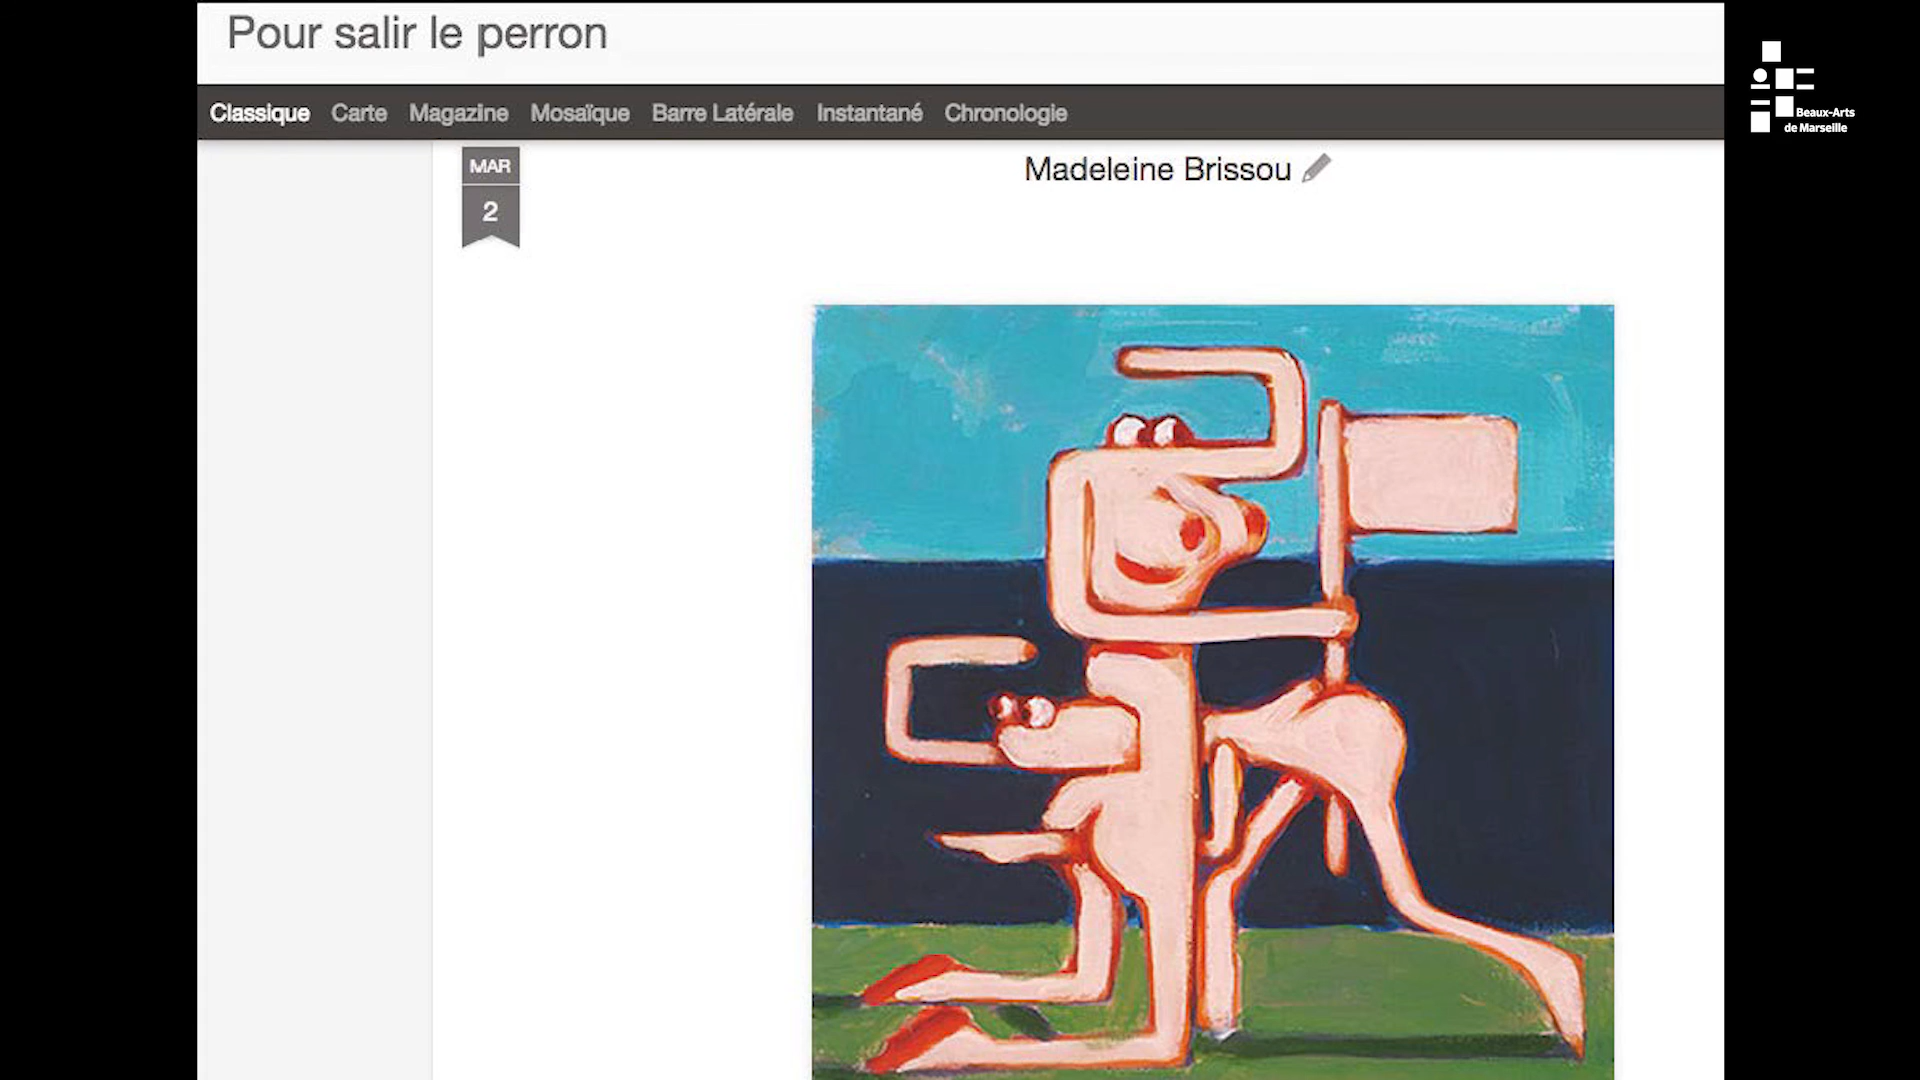 Pour salir le perron
Classique Carte Magazine Mosaïque Barre Latérale Instantané Chronologie
MAR
2
Madeleine Brissou
Beaux-Arts
de Marseille